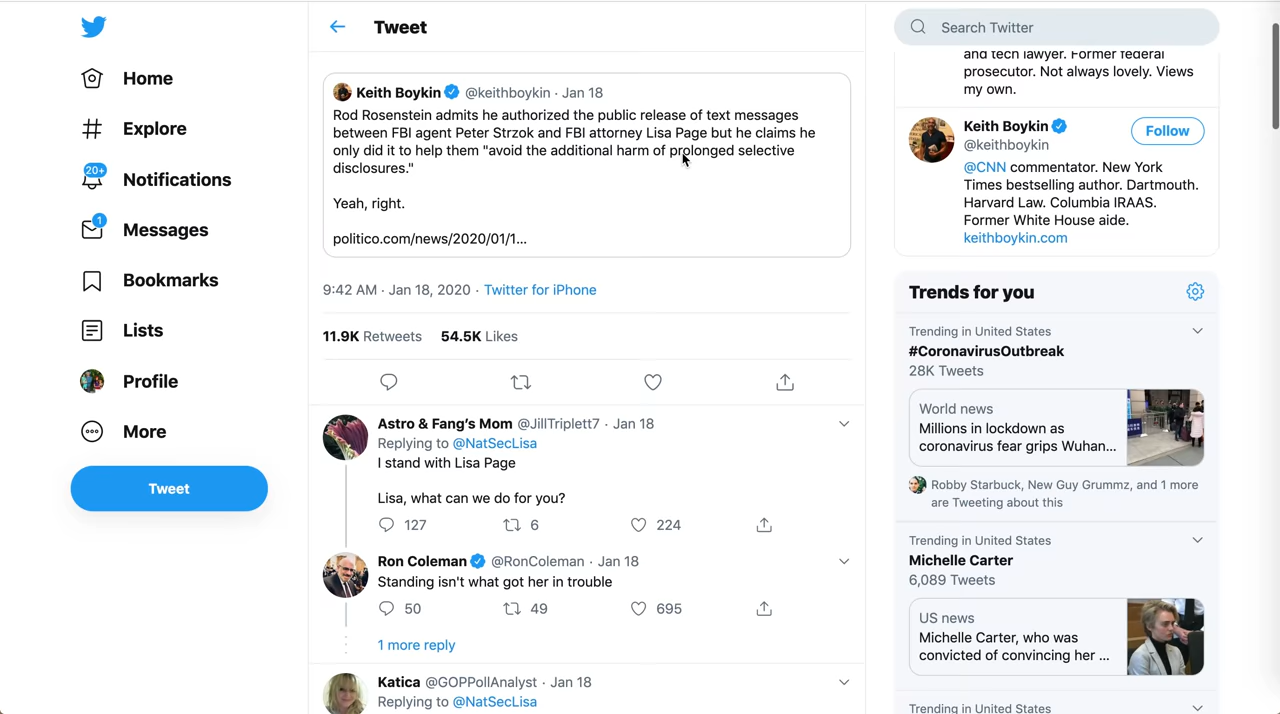 Home
Explore
20+
Notifications
1
Messages
Bookmarks
Lists
Profile
More
Tweet
Tweet
Keith Boykin @keithboykin · Jan 18
Rod Rosenstein admits he authorized the public release of text messages
between FBI agent Peter Strzok and FBI attorney Lisa Page but he claims he
only did it to help them "avoid the additional harm of prolonged selective
disclosures."
Yeah, right.
politico.com/news/2020/01/1...
9:42 AM · Jan 18, 2020 · Twitter for iPhone
11.9K Retweets 54.5K Likes
Astro & Fang's Mom @JillTriplett7 · Jan 18
Replying to @NatSecLisa
I stand with Lisa Page
Lisa, what can we do for you?
127 6 224
Ron Coleman @RonColeman · Jan 18
Standing isn't what got her in trouble
50 49 695
1 more reply
Katica @GOPPollAnalyst · Jan 18
Replying to @NatSecLisa
Search Twitter
and tech lawyer. Former federal
prosecutor. Not always lovely. Views
my own.
Keith Boykin
@keithboykin
Follow
@CNN commentator. New York
Times bestselling author. Dartmouth.
Harvard Law. Columbia IRAAS.
Former White House aide.
keithboykin.com
Trends for you
Trending in United States
#CoronavirusOutbreak
28K Tweets
World news
Millions in lockdown as
coronavirus fear grips Wuhan...
Robby Starbuck, New Guy Grummz, and 1 more
are Tweeting about this
Trending in United States
Michelle Carter
6,089 Tweets
US news
Michelle Carter, who was
convicted of convincing her ...
Trending in United States